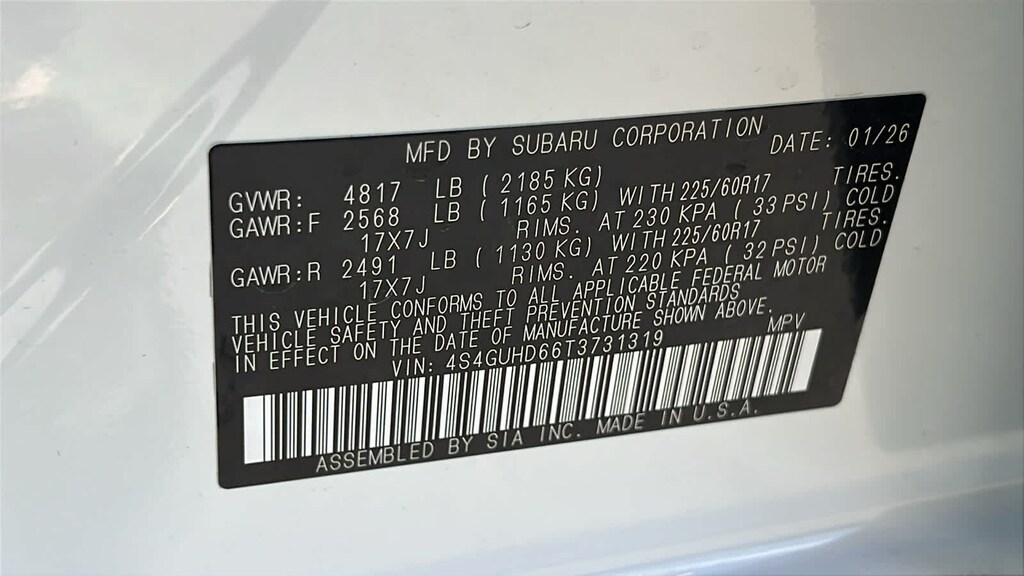 MFD BY SUBARU CORPORATION DATE: 01/26
GVWR: 4817 LB ( 2185 KG)
GAWR:F 2568 LB ( 1165 KG) WITH 225/60R17 TIRES.
17X7J RIMS. AT 230 KPA ( 33 PSI) COLD
GAWR:R 2491 LB ( 1130 KG) WITH 225/60R17 TIRES.
17X7J RIMS. AT 220 KPA ( 32 PSI) COLD
THIS VEHICLE CONFORMS TO ALL APPLICABLE FEDERAL MOTOR
VEHICLE SAFETY AND THEFT PREVENTION STANDARDS
IN EFFECT ON THE DATE OF MANUFACTURE SHOWN ABOVE.
VIN: 4S4GUHD66T3731319 MPV
ASSEMBLED BY SIA INC. MADE IN U.S.A.